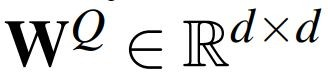 W^Q ∈ ℝ^{d×d}